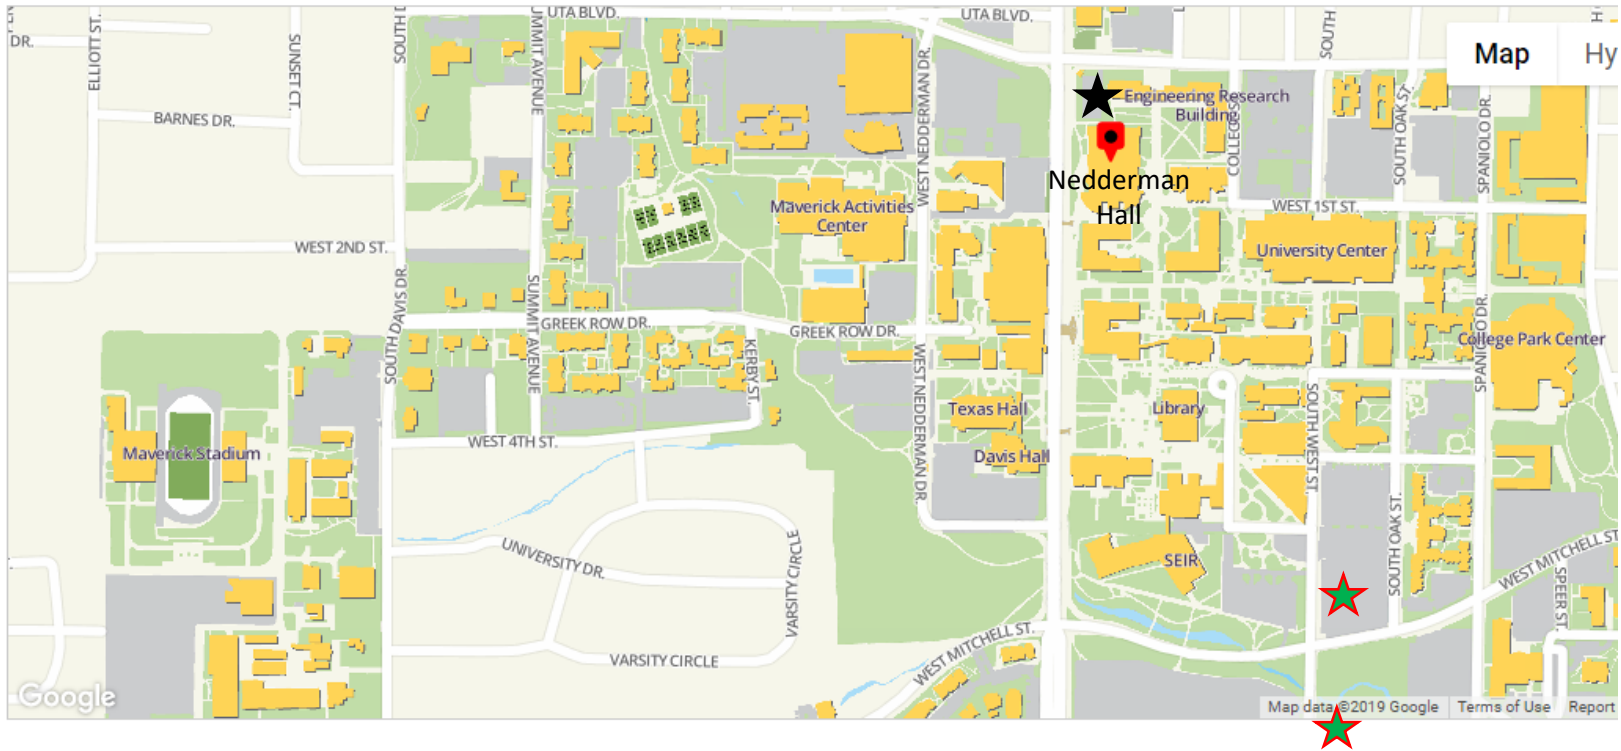 UTA BLVD.
UTA BLVD.
DR.
ELLIOTT ST.
SUNSET CT.
SOUTH D
UMMIT AVENUE
WEST NEDDERMAN DR.
SOUTH
Map
Hy
BARNES DR.
Engineering Research
Building
COLLEGE
SOUTH OAK ST.
SPANIOLO DR.
Nedderman
Hall
Maverick Activities
Center
WEST 1ST ST.
WEST 2ND ST.
University Center
SOUTH DAVIS DR.
SUMMIT AVENUE
GREEK ROW DR.
GREEK ROW DR.
KERBY ST.
WEST NEDDERMAN DR.
SPANIOLO DR.
College Park Center
Texas Hall
Library
SOUTH WEST ST.
WEST 4TH ST.
Maverick Stadium
Davis Hall
UNIVERSITY DR.
VARSITY CIRCLE
SEIR
SOUTH OAK ST.
WEST MITCHELL ST
SPEER ST.
WEST MITCHELL ST.
VARSITY CIRCLE
Google
Map data ©2019 Google
Terms of Use
Report